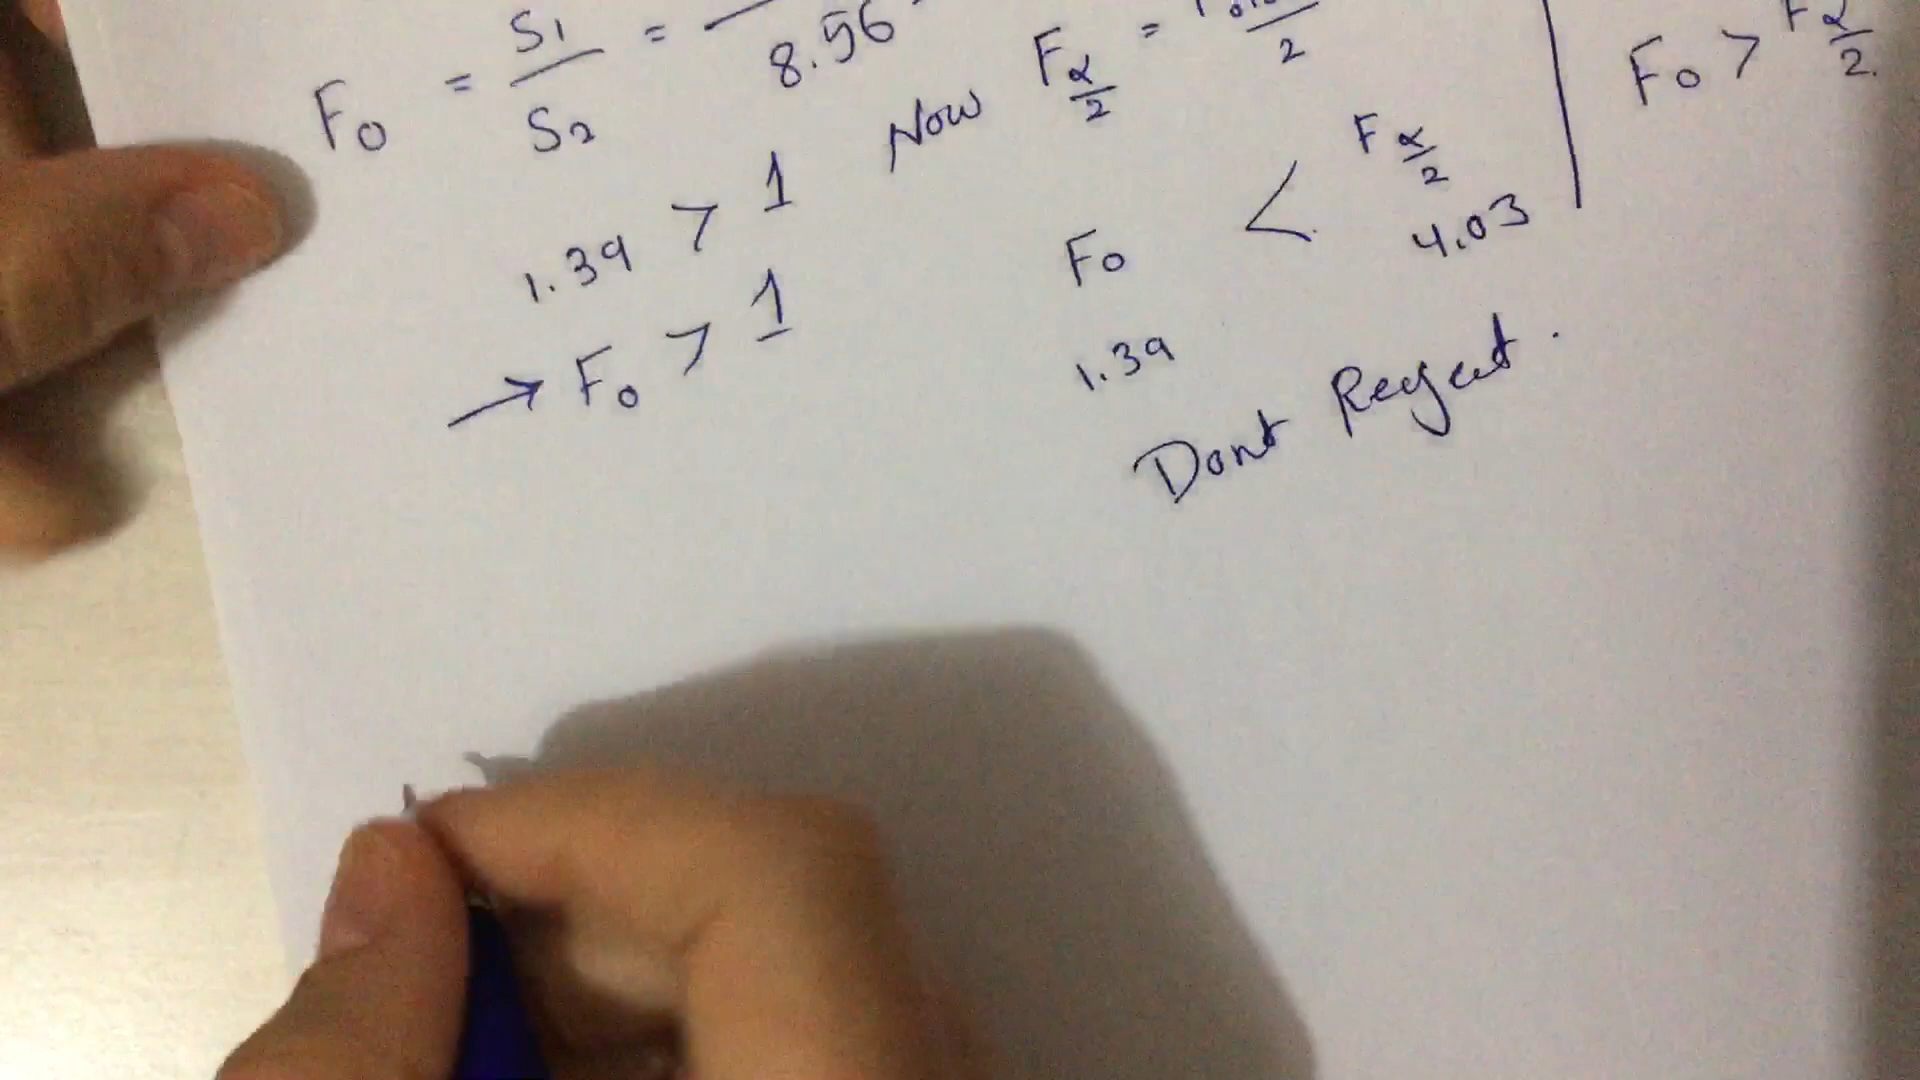 F0 = S1/S2 = 8.56
1.39 > 1
→ F0 > 1
Now Fα/2 = /2
F0 < Fα/2
1.39 4.03
Dont Reject.
F0 > Fα/2.